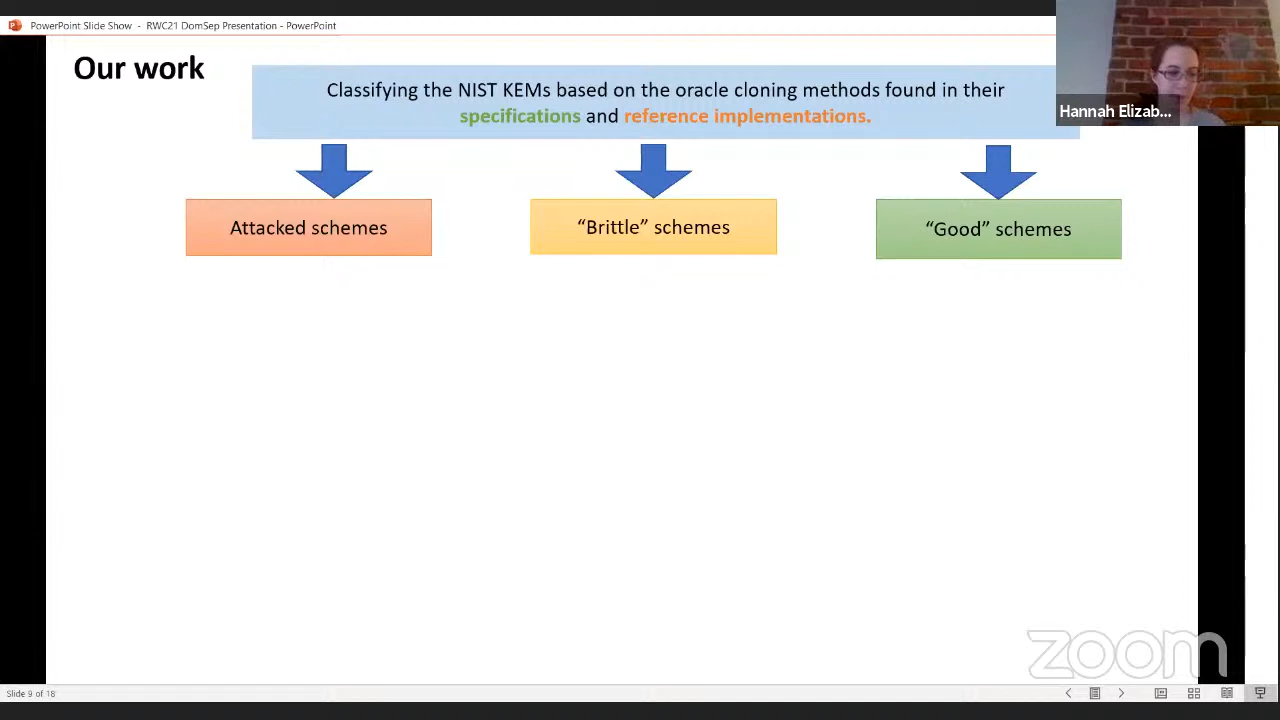 PowerPoint Slide Show - RWC21 DomSep Presentation - PowerPoint
Our work
Classifying the NIST KEMs based on the oracle cloning methods found in their
specifications and reference implementations.
Hannah Elizab...
Attacked schemes
“Brittle” schemes
“Good” schemes
zoom
Slide 9 of 18